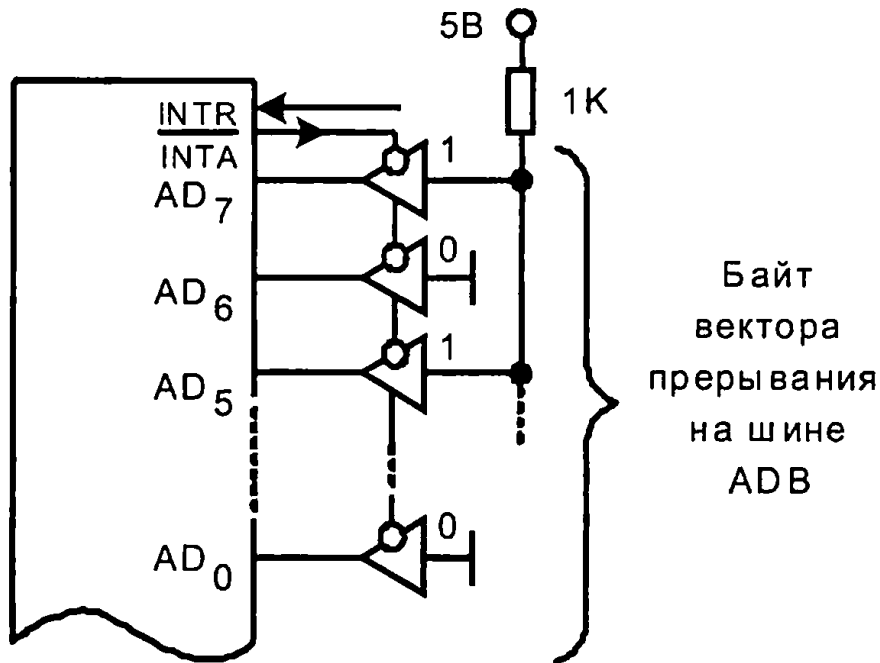 5В
1К
INTR
INTA
1
AD7
0
AD6
1
AD5
0
AD0
Байт
вектора
прерывания
на шине
ADB